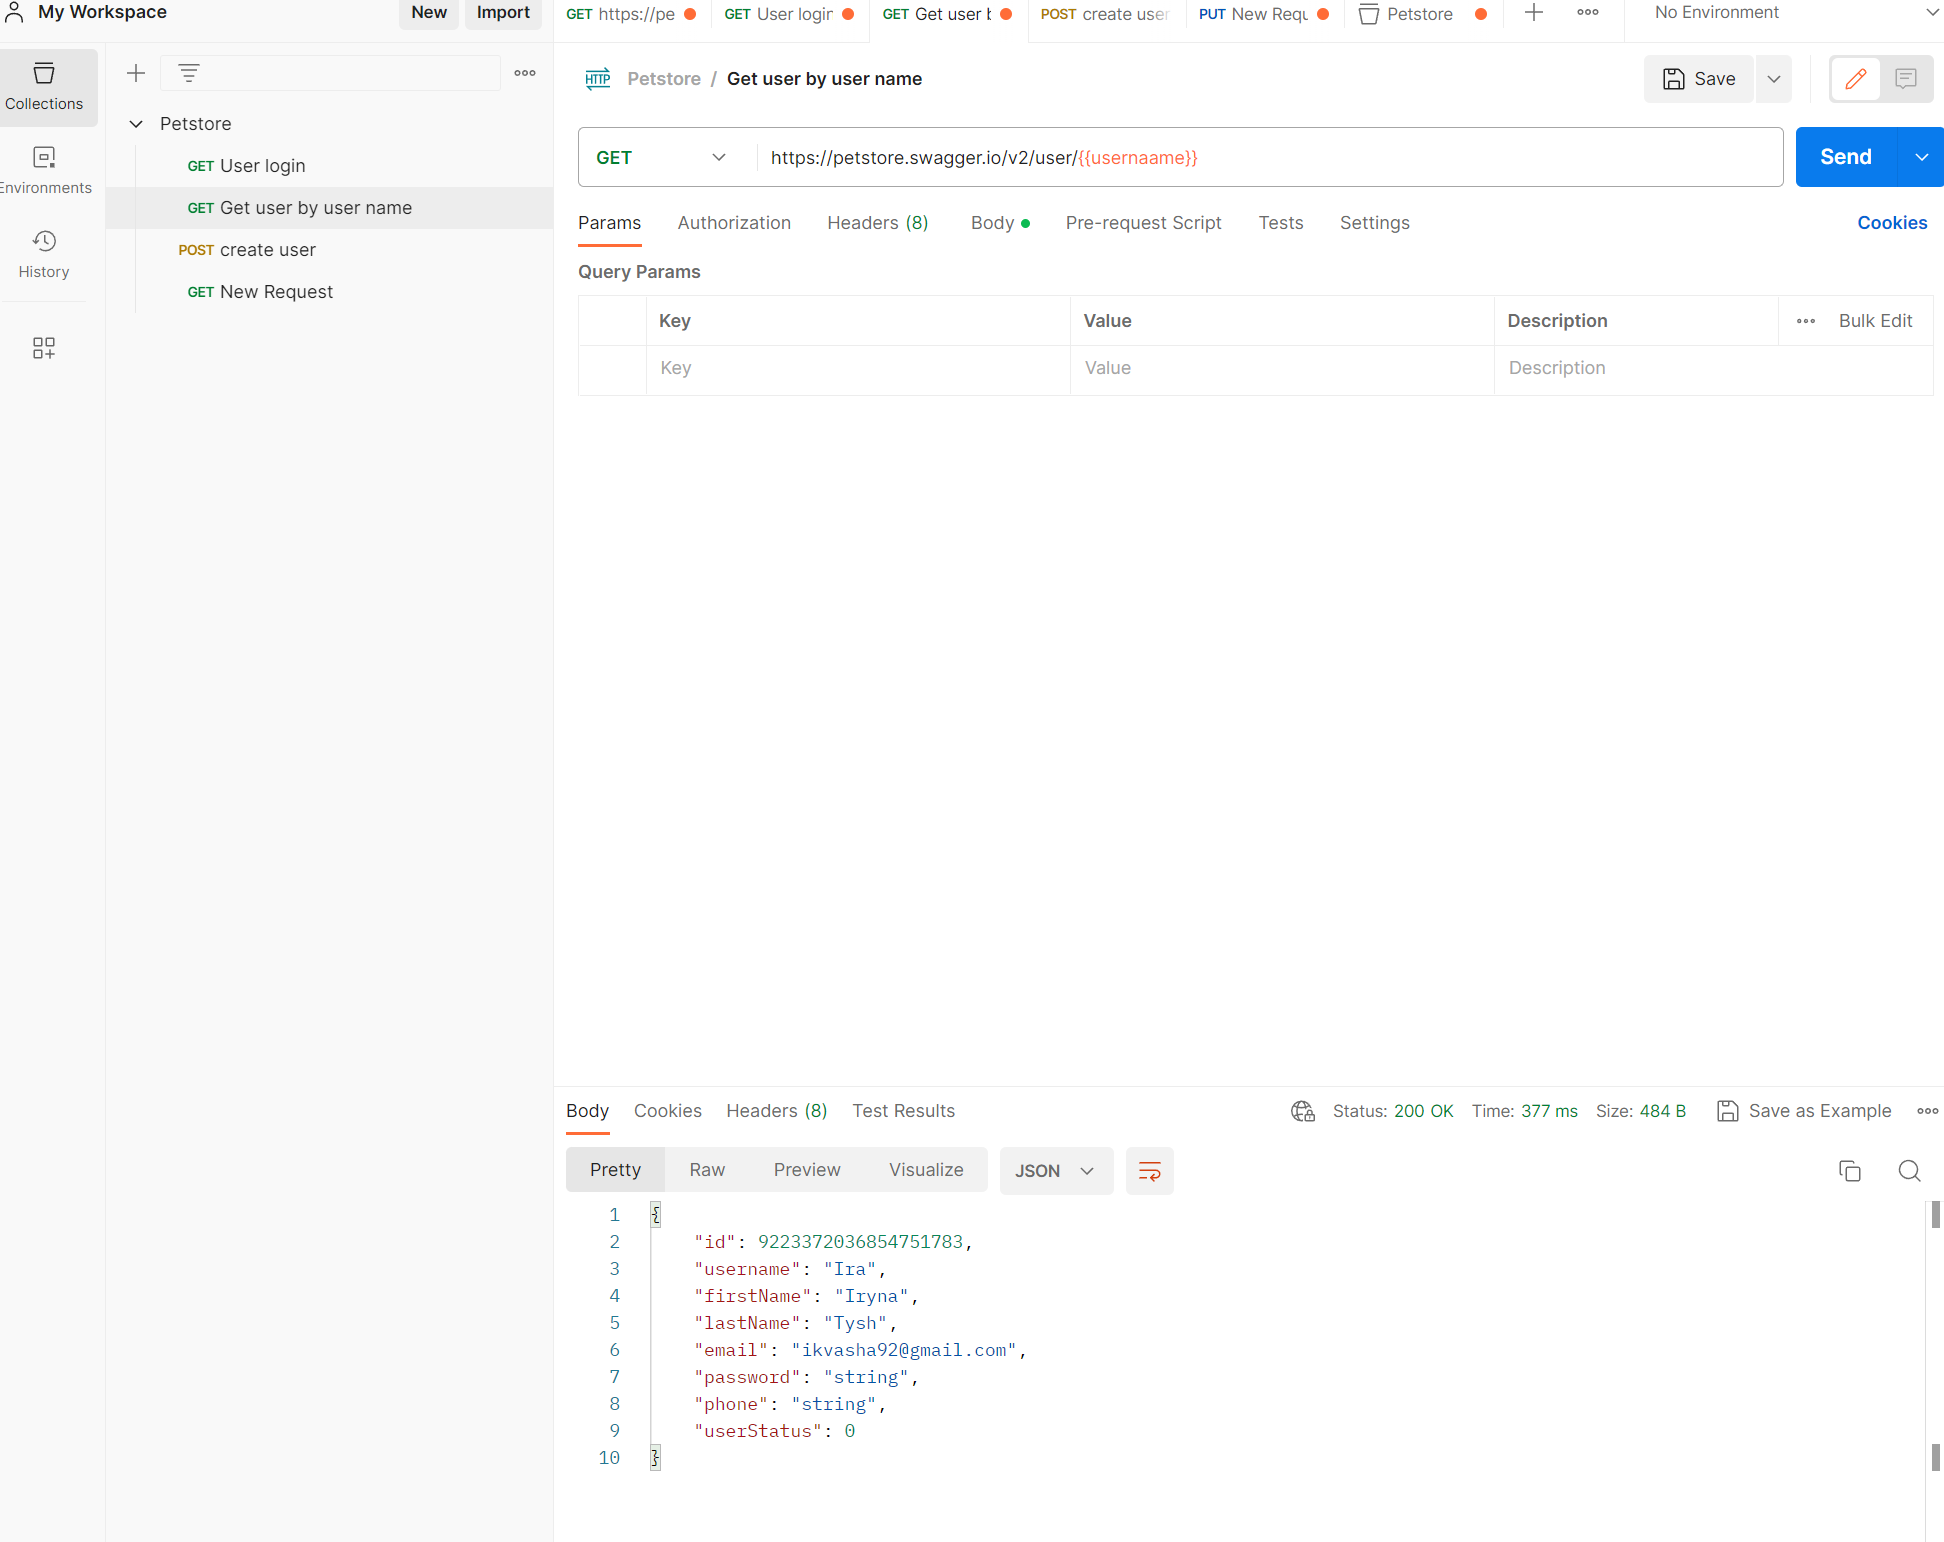 My Workspace New Import
GET https://pe GET User login GET Get user b POST create user PUT New Requ Petstore No Environment
Collections
Environments
History
Petstore
GET User login
GET Get user by user name
POST create user
GET New Request
HTTP Petstore / Get user by user name Save
GET https://petstore.swagger.io/v2/user/{{usernaame}} Send
Params Authorization Headers (8) Body Pre-request Script Tests Settings Cookies
Query Params
Key Value Description Bulk Edit
Key Value Description
Body Cookies Headers (8) Test Results Status: 200 OK Time: 377 ms Size: 484 B Save as Example
Pretty Raw Preview Visualize JSON
1 {
2 "id": 9223372036854751783,
3 "username": "Ira",
4 "firstName": "Iryna",
5 "lastName": "Tysh",
6 "email": "ikvasha92@gmail.com",
7 "password": "string",
8 "phone": "string",
9 "userStatus": 0
10 }